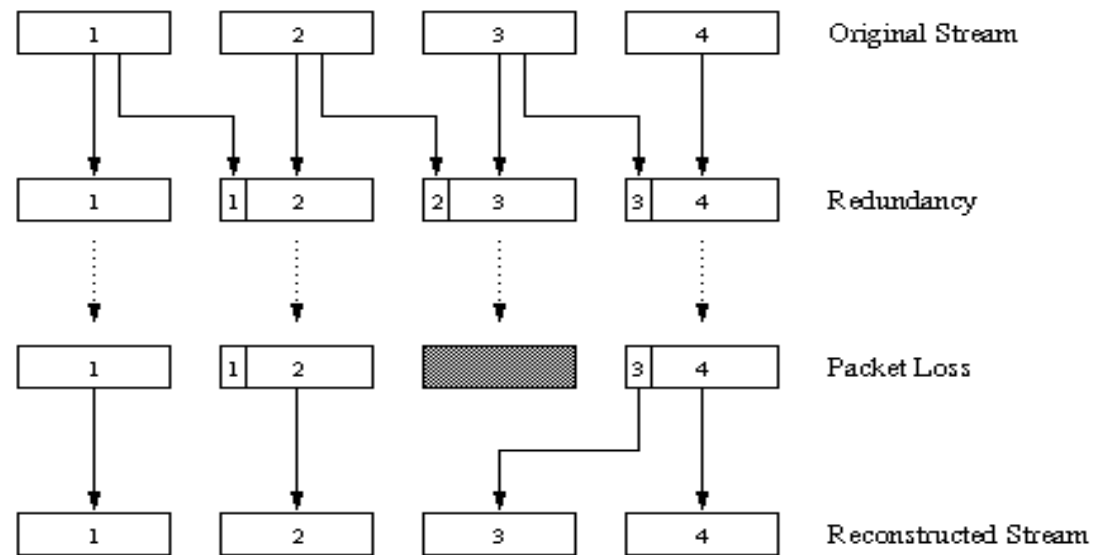 1 2 3 4 Original Stream
1 1 2 2 3 3 4 Redundancy
1 1 2 3 4 Packet Loss
1 2 3 4 Reconstructed Stream